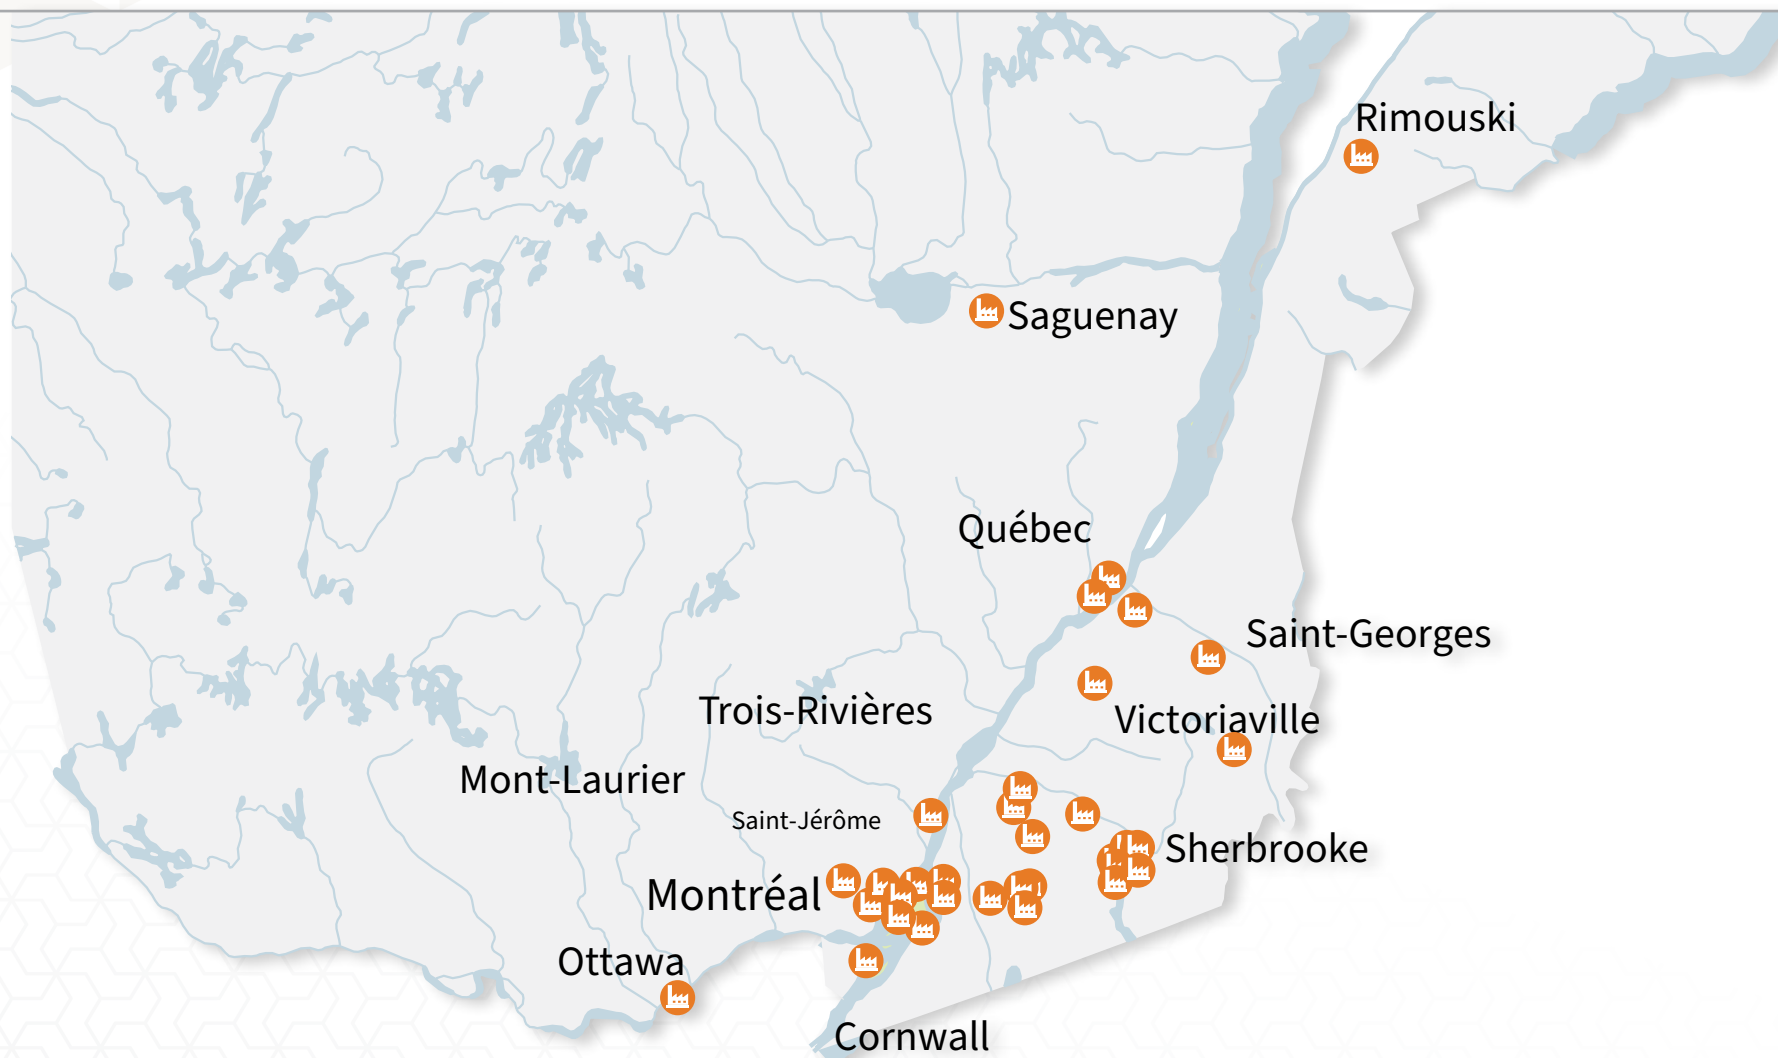 Rimouski
Saguenay
Québec
Saint-Georges
Trois-Rivières
Victoriaville
Mont-Laurier
Saint-Jérôme
Sherbrooke
Montréal
Ottawa
Cornwall